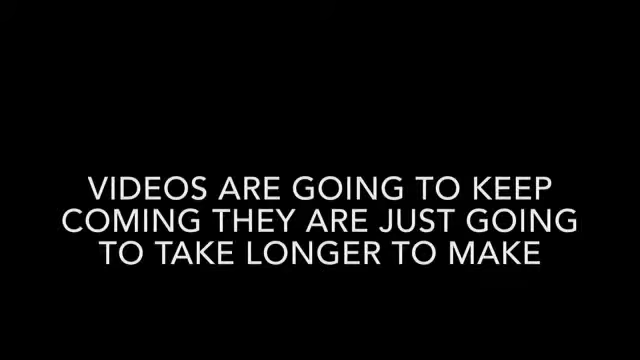 VIDEOS ARE GOING TO KEEP
COMING THEY ARE JUST GOING
TO TAKE LONGER TO MAKE